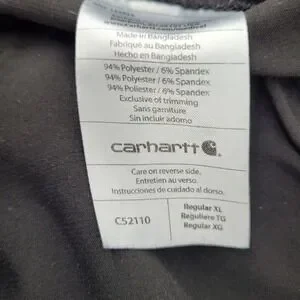 Made in Bangladesh
Fabriqué au Bangladesh
Hecho en Bangladesh
94% Polyester / 6% Spandex
94% Polyester / 6% Spandex
94% Poliester / 6% Spandex
Exclusive of trimming
Sans garniture
Sin incluir adorno
carhartt
Care on reverse side.
Entretien au verso.
Instrucciones de cuidado al dorso.
C52110
Regular XL
Reguliere TG
Regular XG